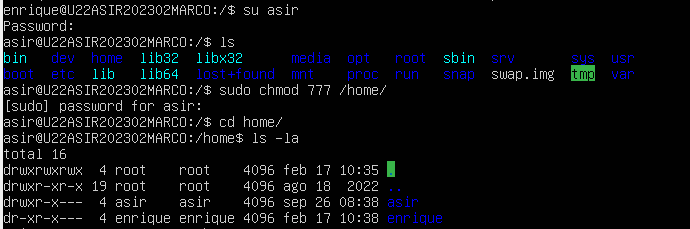 enrique@U22ASIR202302MARCO:/$ su asir
Password:
asir@U22ASIR202302MARCO:/$ ls
bin dev home lib32 libx32 media opt root sbin srv sys usr
boot etc lib lib64 lost+found mnt proc run snap swap.img tmp var
asir@U22ASIR202302MARCO:/$ sudo chmod 777 /home/
[sudo] password for asir:
asir@U22ASIR202302MARCO:/$ cd home/
asir@U22ASIR202302MARCO:/home$ ls -la
total 16
drwxrwxrwx 4 root root 4096 feb 17 10:35 .
drwxr-xr-x 19 root root 4096 ago 18 2022 ..
drwxr-x--- 4 asir asir 4096 sep 26 08:38 asir
dr-xr-x--- 4 enrique enrique 4096 feb 17 10:38 enrique